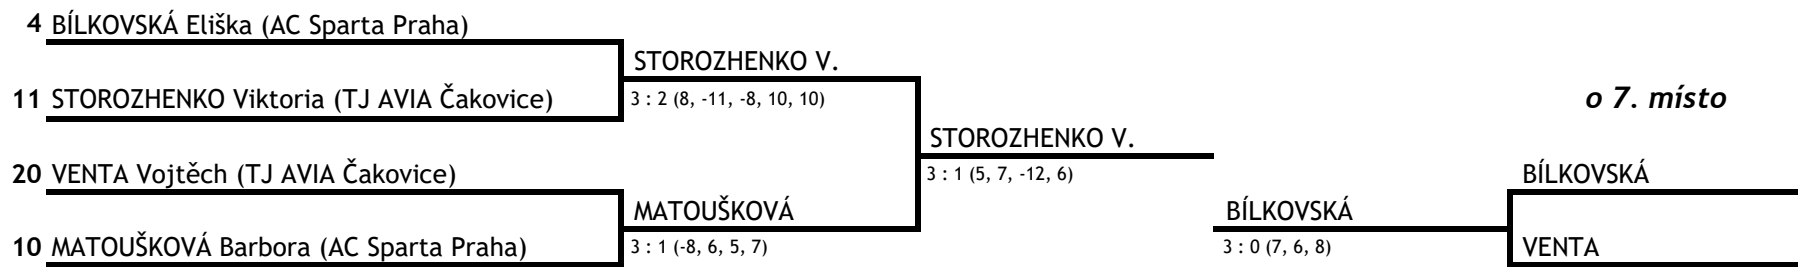 4 BÍLKOVSKÁ Eliška (AC Sparta Praha)
STOROZHENKO V.
11 STOROZHENKO Viktoria (TJ AVIA Čakovice)
3 : 2 (8, -11, -8, 10, 10)
o 7. místo
STOROZHENKO V.
20 VENTA Vojtěch (TJ AVIA Čakovice)
3 : 1 (5, 7, -12, 6)
BÍLKOVSKÁ
MATOUŠKOVÁ
BÍLKOVSKÁ
10 MATOUŠKOVÁ Barbora (AC Sparta Praha)
3 : 1 (-8, 6, 5, 7)
3 : 0 (7, 6, 8)
VENTA